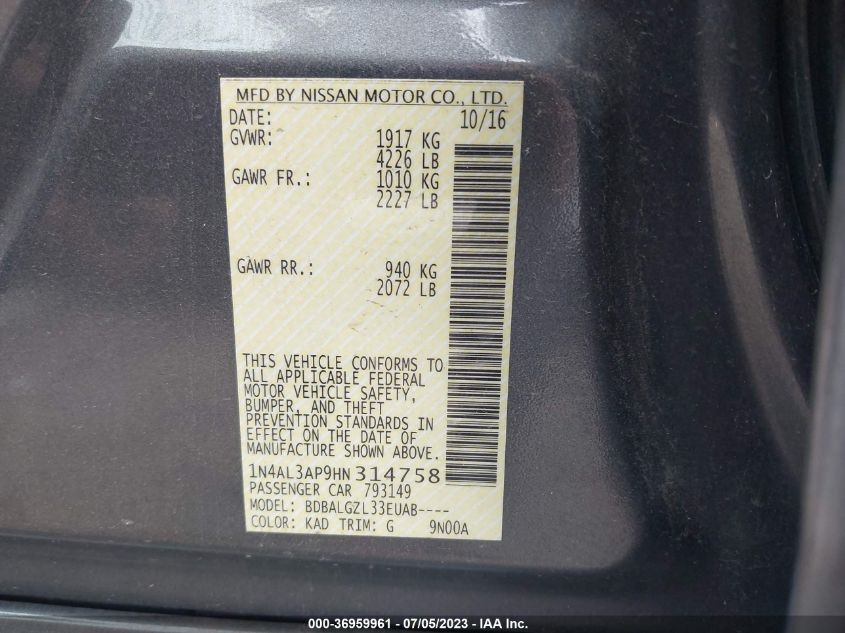 MFD BY NISSAN MOTOR CO., LTD.
DATE: 10/16
GVWR: 1917 KG
4226 LB
GAWR FR.: 1010 KG
2227 LB
GAWR RR.: 940 KG
2072 LB
THIS VEHICLE CONFORMS TO
ALL APPLICABLE FEDERAL
MOTOR VEHICLE SAFETY,
BUMPER, AND THEFT
PREVENTION STANDARDS IN
EFFECT ON THE DATE OF
MANUFACTURE SHOWN ABOVE.
1N4AL3AP9HN314758
PASSENGER CAR 793149
MODEL: BDBALGZL33EUAB----
COLOR: KAD TRIM: G 9N00A
000-36959961 - 07/05/2023 - IAA Inc.